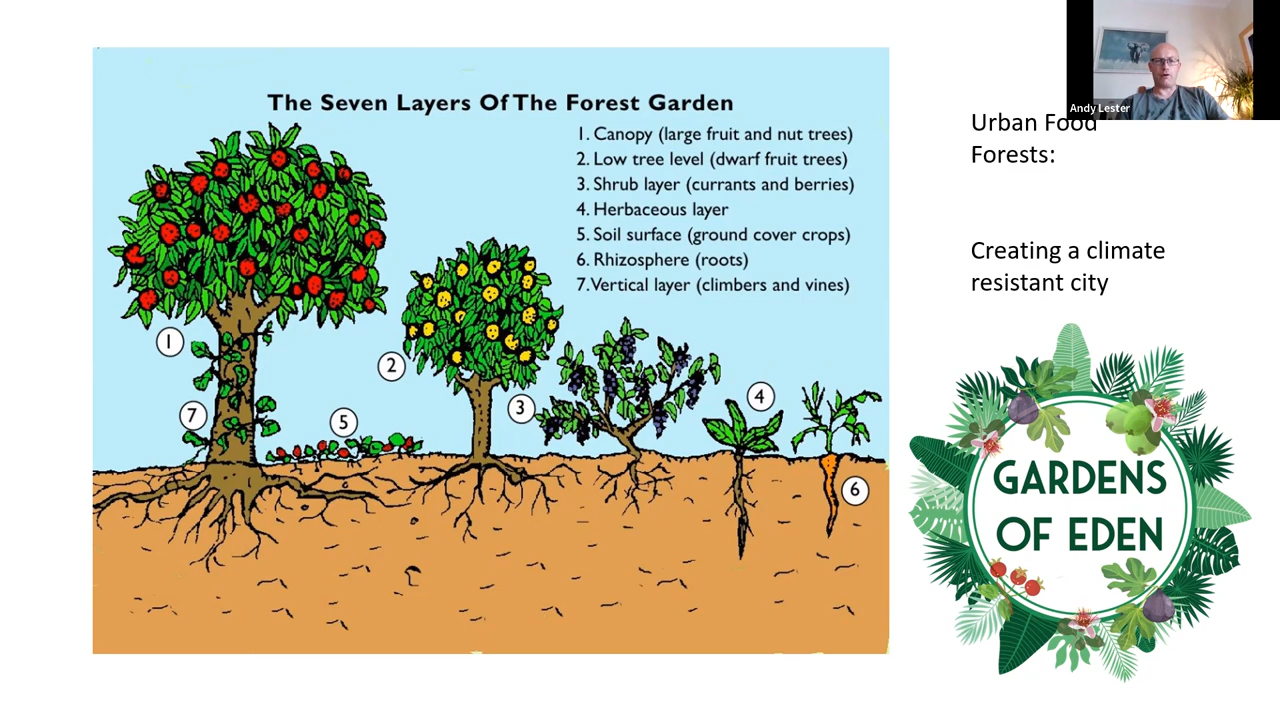 The Seven Layers Of The Forest Garden
1. Canopy (large fruit and nut trees)
2. Low tree level (dwarf fruit trees)
3. Shrub layer (currants and berries)
4. Herbaceous layer
5. Soil surface (ground cover crops)
6. Rhizosphere (roots)
7. Vertical layer (climbers and vines)
1
2
3
4
5
6
7
Andy Lester
Urban Food
Forests:
Creating a climate
resistant city
GARDENS
OF EDEN